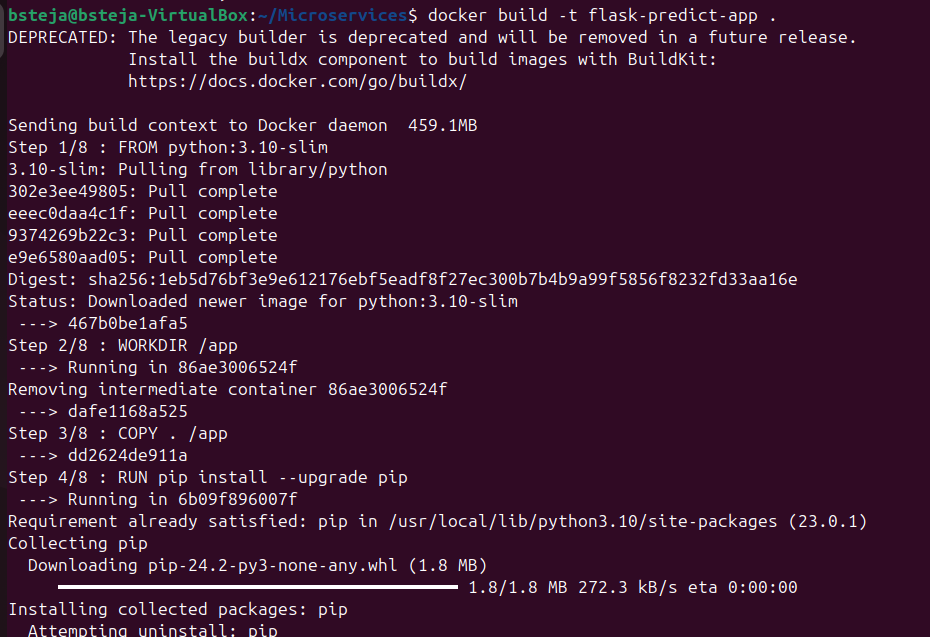 bsteja@bsteja-VirtualBox:~/Microservices$ docker build -t flask-predict-app .
DEPRECATED: The legacy builder is deprecated and will be removed in a future release.
            Install the buildx component to build images with BuildKit:
            https://docs.docker.com/go/buildx/

Sending build context to Docker daemon  459.1MB
Step 1/8 : FROM python:3.10-slim
3.10-slim: Pulling from library/python
302e3ee49805: Pull complete
eeec0daa4c1f: Pull complete
9374269b22c3: Pull complete
e9e6580aad05: Pull complete
Digest: sha256:1eb5d76bf3e9e612176ebf5eadf8f27ec300b7b4b9a99f5856f8232fd33aa16e
Status: Downloaded newer image for python:3.10-slim
 ---> 467b0be1afa5
Step 2/8 : WORKDIR /app
 ---> Running in 86ae3006524f
Removing intermediate container 86ae3006524f
 ---> dafe1168a525
Step 3/8 : COPY . /app
 ---> dd2624de911a
Step 4/8 : RUN pip install --upgrade pip
 ---> Running in 6b09f896007f
Requirement already satisfied: pip in /usr/local/lib/python3.10/site-packages (23.0.1)
Collecting pip
  Downloading pip-24.2-py3-none-any.whl (1.8 MB)
     1.8/1.8 MB 272.3 kB/s eta 0:00:00
Installing collected packages: pip
  Attempting uninstall: pip